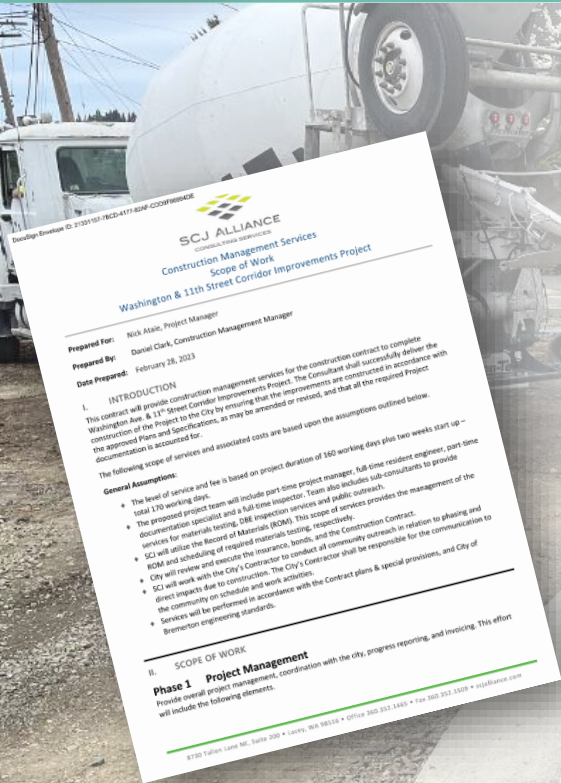 DocuSign Envelope ID: 21331157-7BCD-4177-82AF-
SCJ ALLIANCE
CONSULTING SERVICES
Construction Management Services
Scope of Work
Washington & 11th Street Corridor Improvements Project
Prepared For: Nick Ataie, Project Manager
Prepared By: Daniel Clark, Construction Management Manager
Date Prepared: February 28, 2023
I. INTRODUCTION
This contract will provide construction management services for the construction contract to complete
Washington Ave. & 11th Street Corridor Improvements Project. The Consultant shall successfully deliver the
construction of the Project to the City by ensuring that the improvements are constructed in accordance with
the approved Plans and Specifications, as may be amended or revised, and that all the required Project
documentation is accounted for.
The following scope of services and associated costs are based upon the assumptions outlined below.
General Assumptions:
The level of service and fee is based on project duration of 160 working days plus two weeks start up –
total 170 working days.
The proposed project team will include part-time project manager, full-time resident engineer, part-time
documentation specialist and a full-time inspector. Team also includes sub-consultants to provide
services for materials testing, DBE inspection services and public outreach.
SCJ will utilize the Record of Materials (ROM). This scope of services provides the management of the
ROM and scheduling of required materials testing, respectively.
City will review and execute the insurance, bonds, and the Construction Contract.
SCJ will work with the City's Contractor to conduct all community outreach in relation to phasing and
direct impacts due to construction. The City's Contractor shall be responsible for the communication to
the community on schedule and work activities.
Services will be performed in accordance with the Contract plans & special provisions, and City of
Bremerton engineering standards.
II. SCOPE OF WORK
Phase 1 Project Management
Provide overall project management, coordination with the city, progress reporting, and invoicing. This effort
will include the following elements.
8730 Tallon Lane NE, Suite 200 • Lacey, WA 98516 • Office 360.352.1465 • Fax 360.352.1509 • scjalliance.com